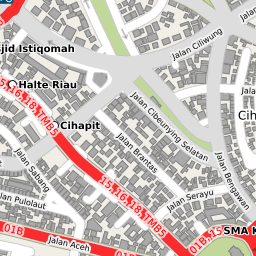 Jalan Ciliwung
jid Istiqomah
Halte Riau
15,16,18,TMB5
Cihapit
Jalan Cibeunying Selatan
Cih
Jalan Brantas
Jalan Bengawan
Jalan Sabang
15,16,18,TMB5
Jalan Serayu
Jalan Pulolaut
01B
Jalan Aceh
01B
01B,15
SMA K